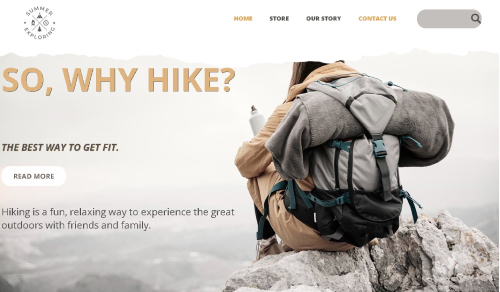 SUMMER
EXPLORING
HOME STORE OUR STORY CONTACT US
SO, WHY HIKE?
THE BEST WAY TO GET FIT.
READ MORE
Hiking is a fun, relaxing way to experience the great
outdoors with friends and family.